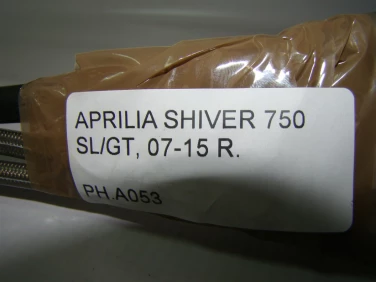 APRILIA SHIVER 750
SL/GT, 07-15 R.
PH.A053